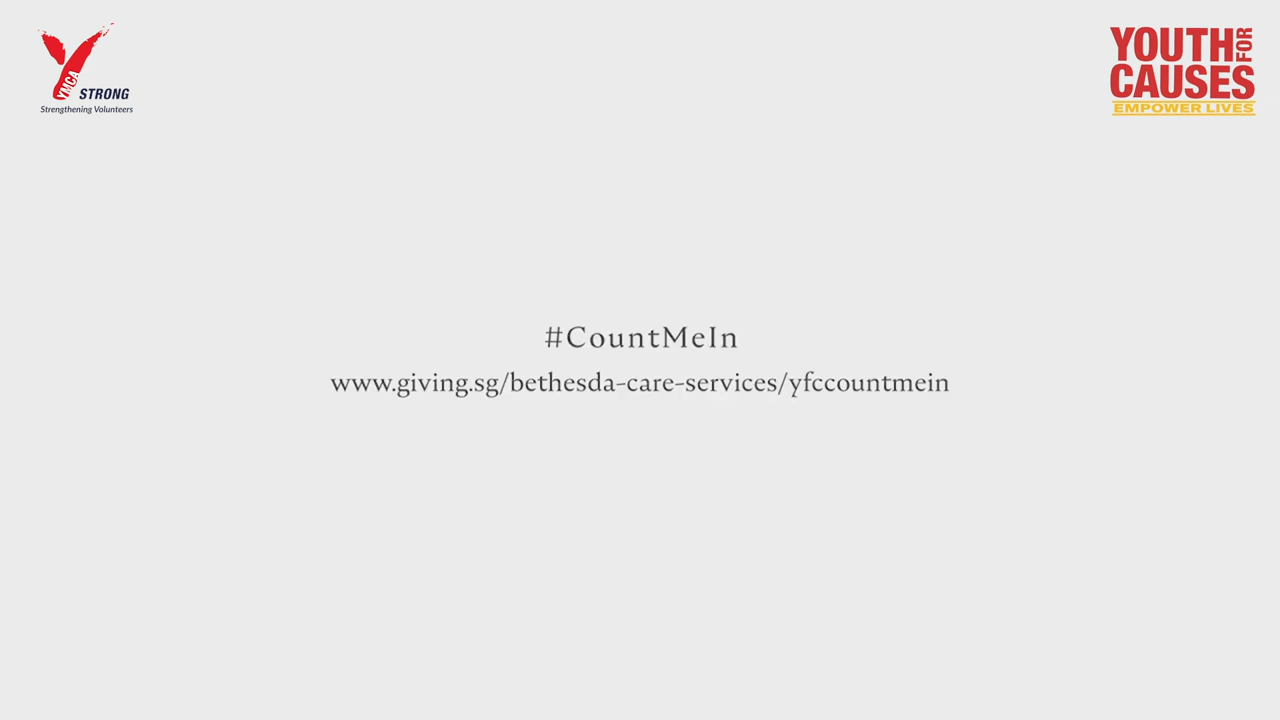 YMCA
STRONG
Strengthening Volunteers
YOUTH FOR
CAUSES
EMPOWER LIVES
#CountMeIn
www.giving.sg/bethesda-care-services/yfccountmein